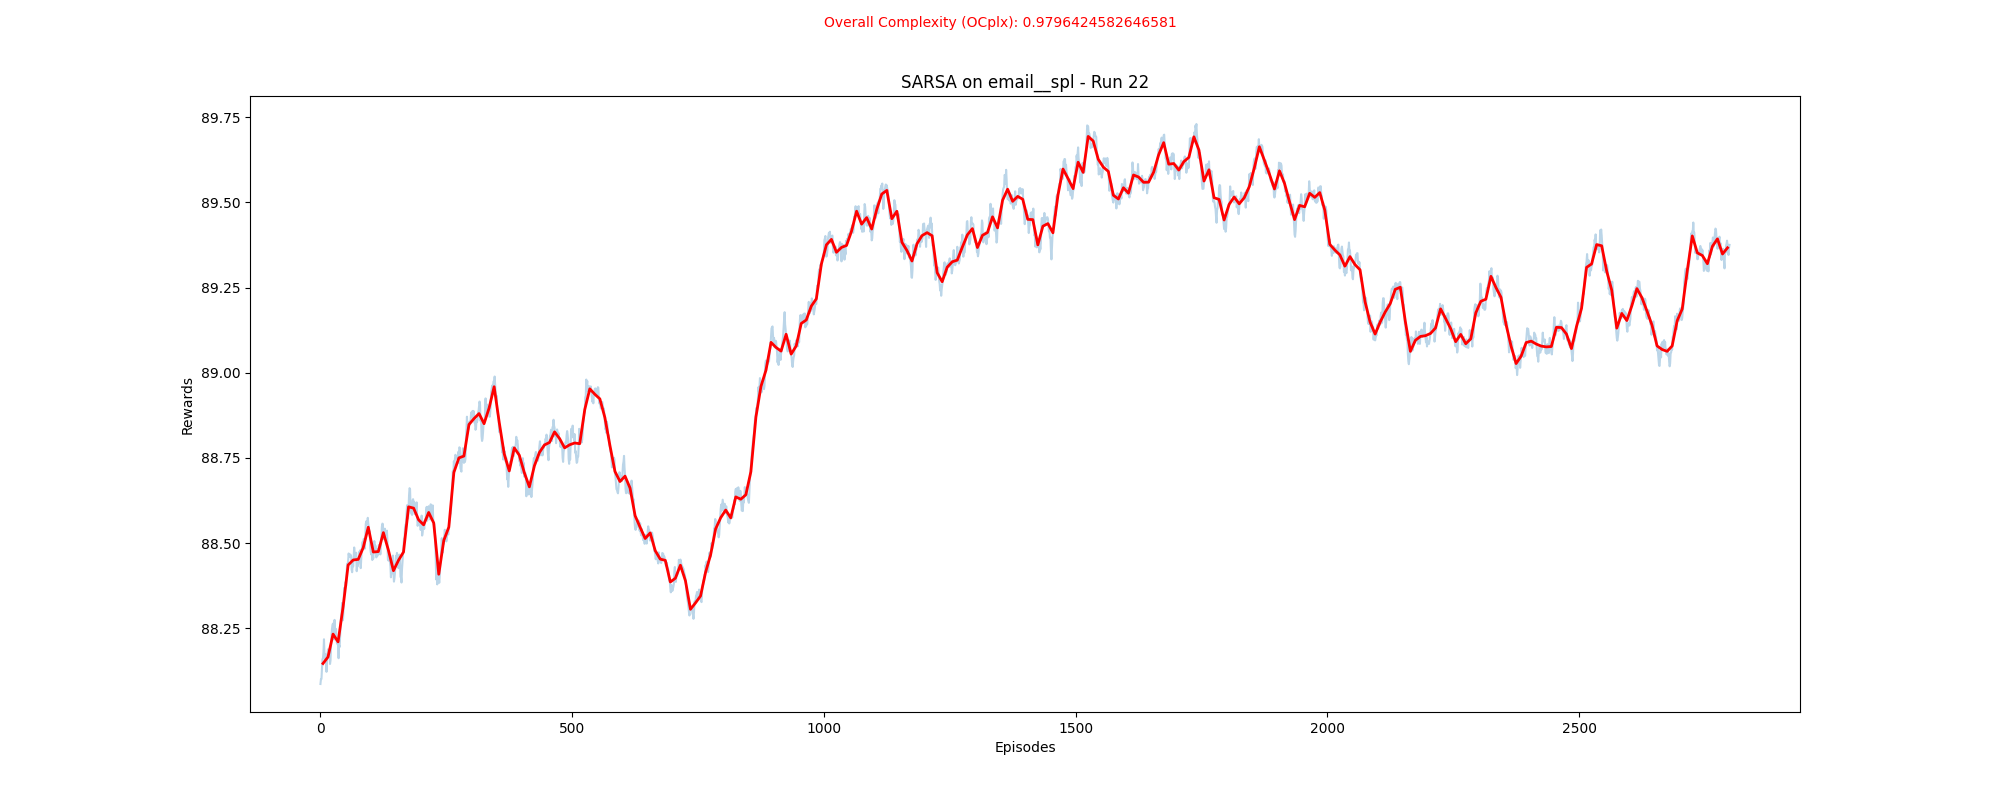 Overall Complexity (OCplx): 0.9796424582646581
SARSA on email__spl - Run 22
89.75
89.50
89.25
89.00
88.75
88.50
88.25
Rewards
0 500 1000 1500 2000 2500
Episodes